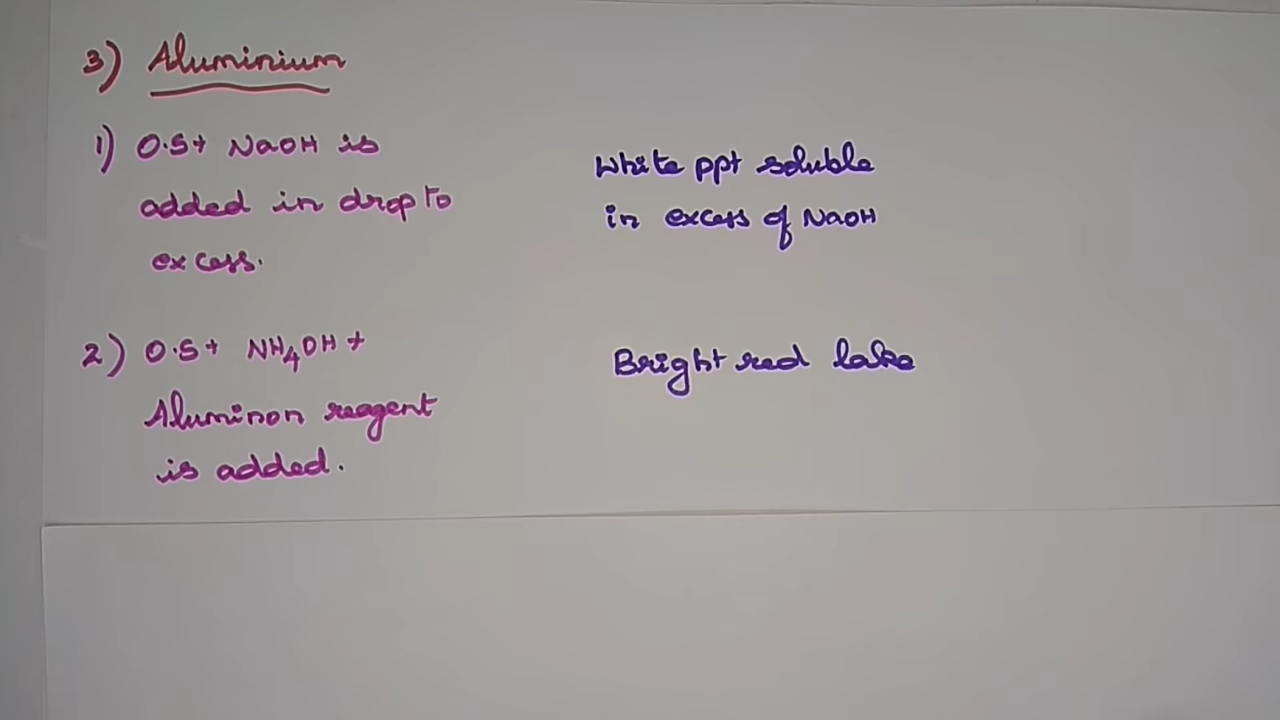 3) Aluminium
1) O.S+ NaOH is
added in drop to
excess.
White ppt soluble
in excess of NaOH
2) O.S+ NH4OH +
Aluminon reagent
is added.
Bright red lake